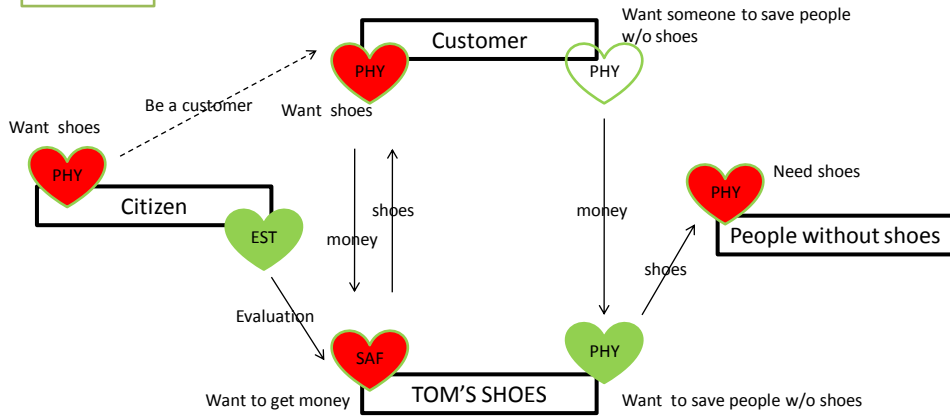 Want someone to save people
w/o shoes
Customer
PHY
PHY
Want shoes
Be a customer
Want shoes
PHY
Citizen
EST
shoes
money
money
PHY
Need shoes
People without shoes
shoes
Evaluation
SAF
PHY
Want to get money
TOM'S SHOES
Want to save people w/o shoes